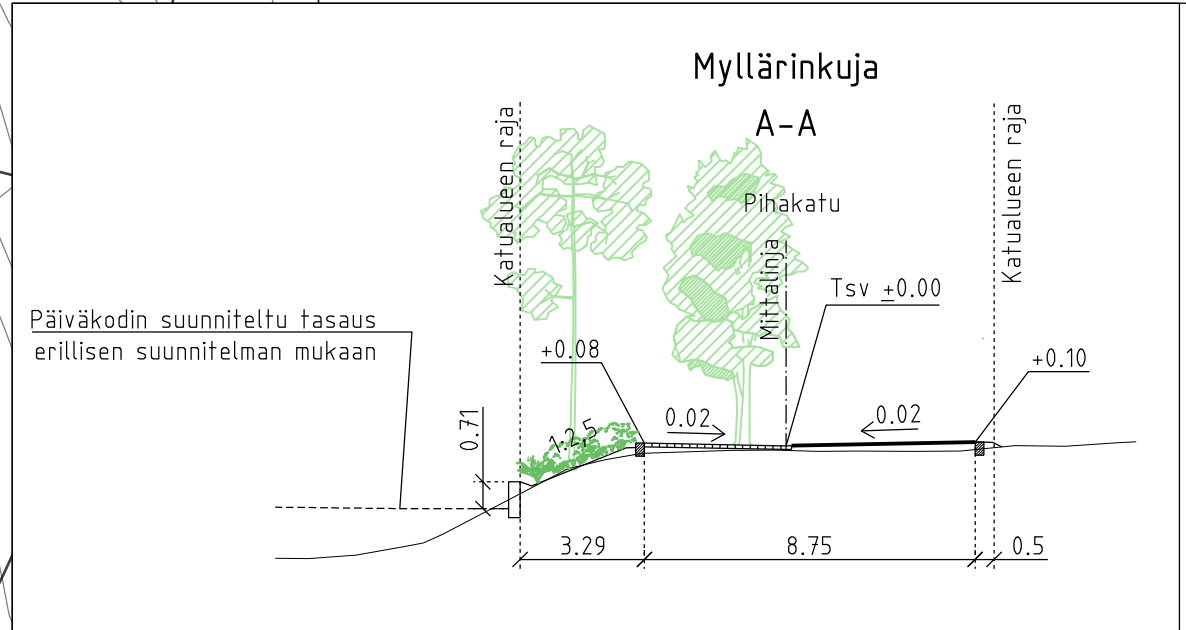 Myllärinkuja
A-A
Katualueen raja
Katualueen raja
Pihakatu
Mittalinja
Tsv ±0.00
Päiväkodin suunniteltu tasaus
erillisen suunnitelman mukaan
+0.08
+0.10
0.71
1:2,5
0.02
0.02
3.29
8.75
0.5